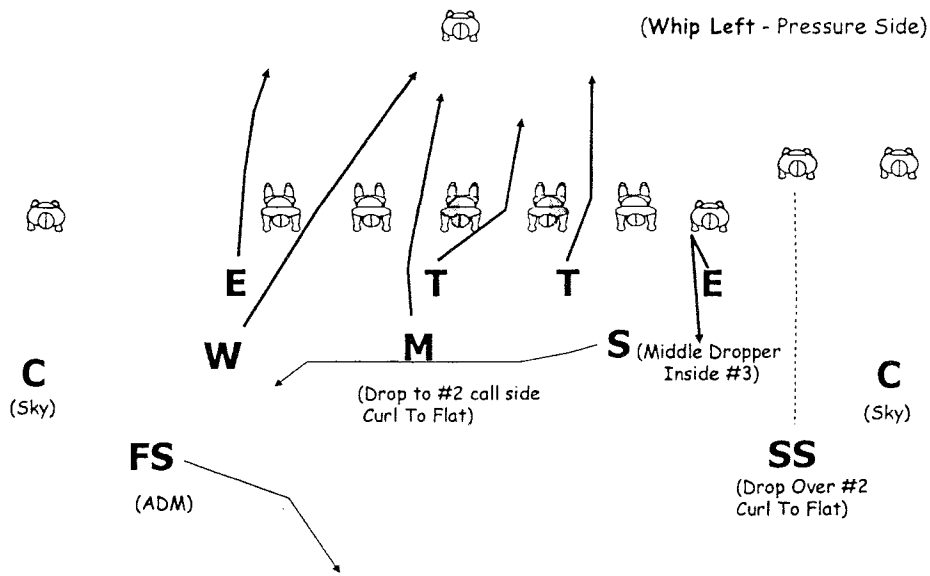 (Whip Left - Pressure Side)
E
T
T
E
W
M
S
(Middle Dropper
Inside #3)
C
(Sky)
C
(Sky)
(Drop to #2 call side
Curl To Flat)
FS
(ADM)
SS
(Drop Over #2
Curl To Flat)